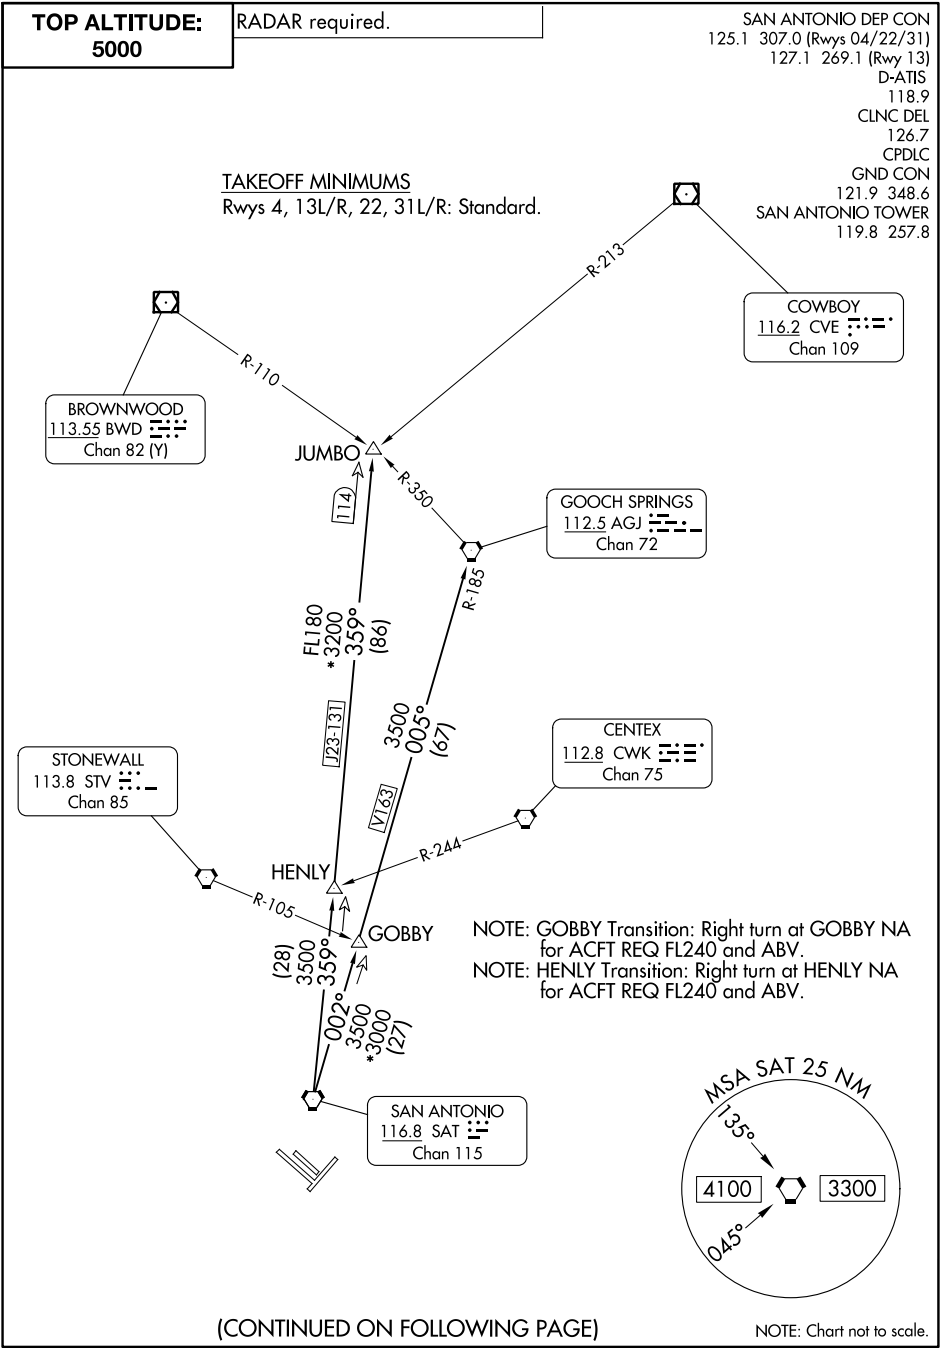 TOP ALTITUDE:
5000
RADAR required.
SAN ANTONIO DEP CON
125.1 307.0 (Rwys 04/22/31)
127.1 269.1 (Rwy 13)
D-ATIS
118.9
CLNC DEL
126.7
CPDLC
GND CON
121.9 348.6
SAN ANTONIO TOWER
119.8 257.8
TAKEOFF MINIMUMS
Rwys 4, 13L/R, 22, 31L/R: Standard.
R-213
COWBOY
116.2 CVE
Chan 109
R-110
BROWNWOOD
113.55 BWD
Chan 82 (Y)
JUMBO
114
R-350
GOOCH SPRINGS
112.5 AGJ
Chan 72
R-185
FL180
*3200
359°
(86)
J23-131
3500
005°
(67)
V163
CENTEX
112.8 CWK
Chan 75
STONEWALL
113.8 STV
Chan 85
R-244
HENLY
R-105
GOBBY
(28)
3500
359°
002°
3500
*3000
(27)
NOTE: GOBBY Transition: Right turn at GOBBY NA
for ACFT REQ FL240 and ABV.
NOTE: HENLY Transition: Right turn at HENLY NA
for ACFT REQ FL240 and ABV.
SAN ANTONIO
116.8 SAT
Chan 115
MSA SAT 25 NM
135°
4100
3300
045°
(CONTINUED ON FOLLOWING PAGE)
NOTE: Chart not to scale.